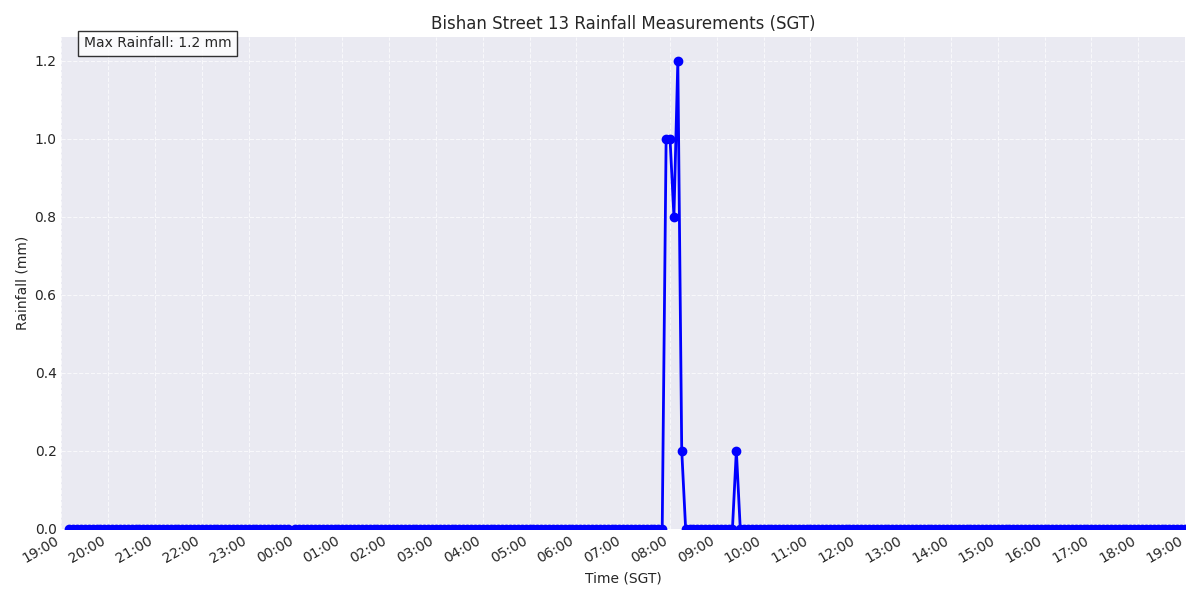 Bishan Street 13 Rainfall Measurements (SGT)
Max Rainfall: 1.2 mm
1.2
1.0
0.8
0.6
0.4
0.2
0.0
Rainfall (mm)
19:00 20:00 21:00 22:00 23:00 00:00 01:00 02:00 03:00 04:00 05:00 06:00 07:00 08:00 09:00 10:00 11:00 12:00 13:00 14:00 15:00 16:00 17:00 18:00 19:00
Time (SGT)